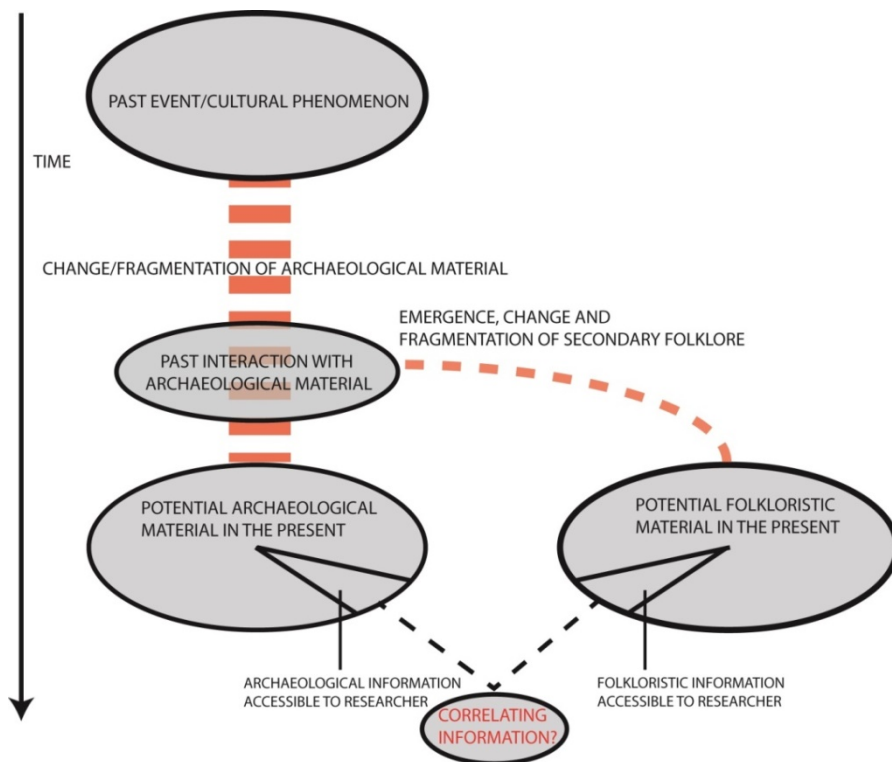 PAST EVENT/CULTURAL PHENOMENON
TIME
CHANGE/FRAGMENTATION OF ARCHAEOLOGICAL MATERIAL
EMERGENCE, CHANGE AND
FRAGMENTATION OF SECONDARY FOLKLORE
PAST INTERACTION WITH
ARCHAEOLOGICAL MATERIAL
POTENTIAL ARCHAEOLOGICAL
MATERIAL IN THE PRESENT
POTENTIAL FOLKLORISTIC
MATERIAL IN THE PRESENT
ARCHAEOLOGICAL INFORMATION
ACCESSIBLE TO RESEARCHER
FOLKLORISTIC INFORMATION
ACCESSIBLE TO RESEARCHER
CORRELATING
INFORMATION?